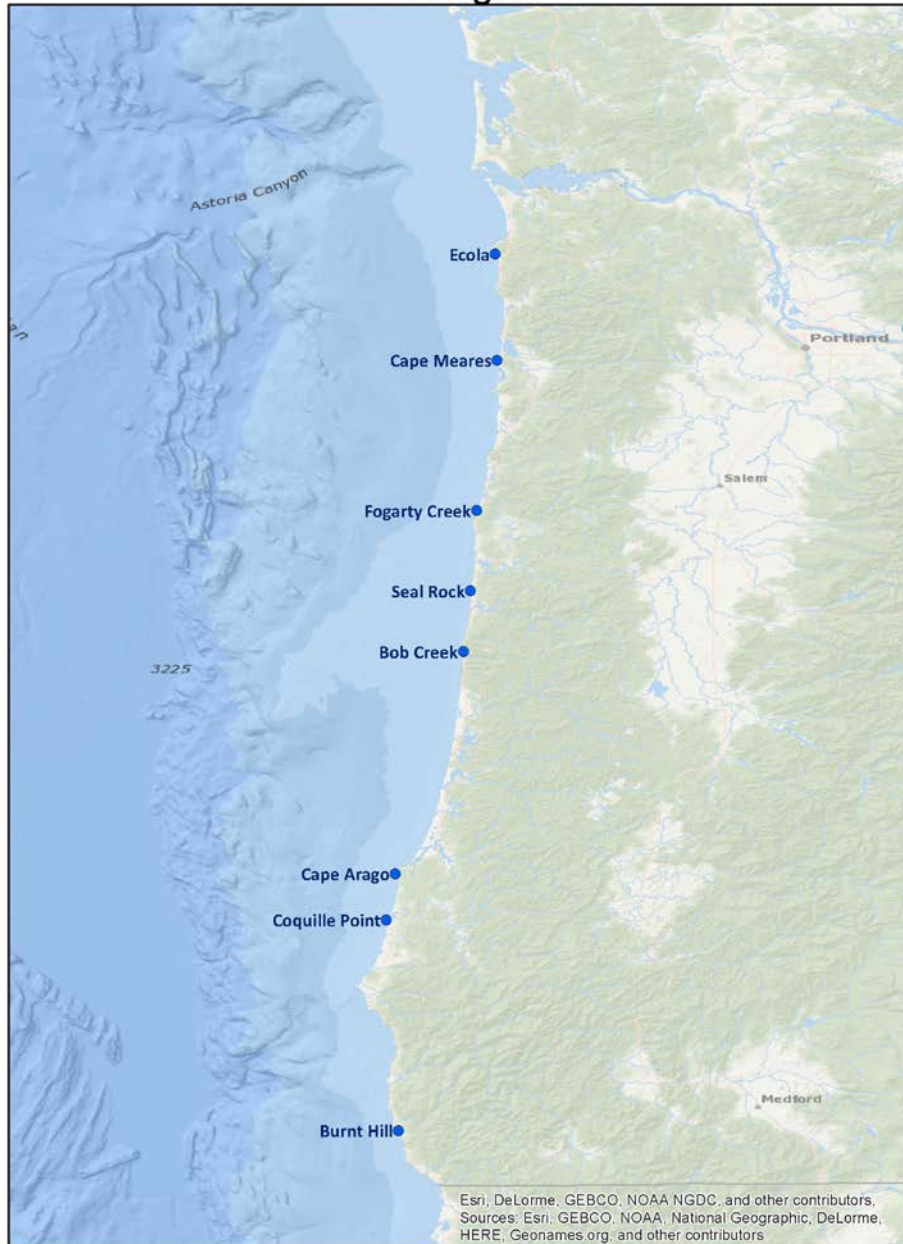 Astoria Canyon
Ecola
Cape Meares
Portland
Salem
Fogarty Creek
Seal Rock
Bob Creek
3225
Cape Arago
Coquille Point
Medford
Burnt Hill
Esri, DeLorme, GEBCO, NOAA NGDC, and other contributors,
Sources: Esri, GEBCO, NOAA, National Geographic, DeLorme,
HERE, Geonames.org, and other contributors